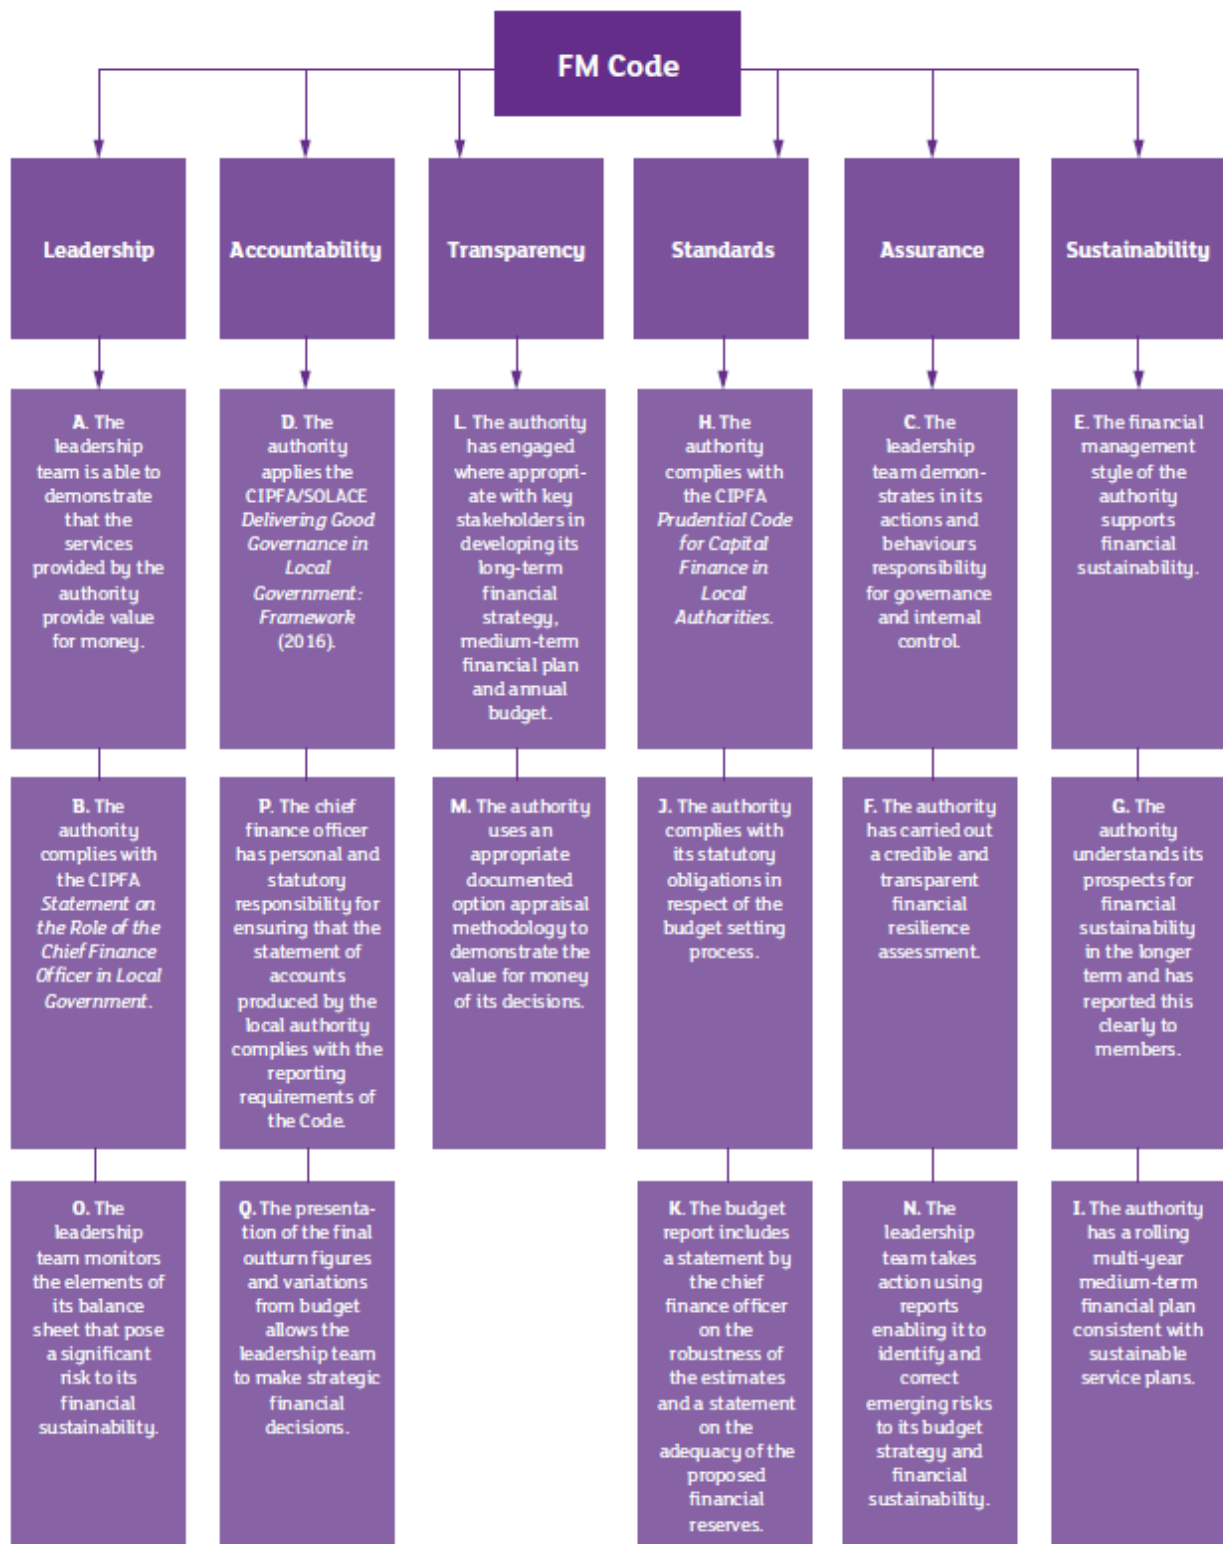 FM Code
Leadership
Accountability
Transparency
Standards
Assurance
Sustainability
A. The
leadership
team is able to
demonstrate
that the
services
provided by the
authority
provide value
for money.
D. The
authority
applies the
CIPFA/SOLACE
Delivering Good
Governance in
Local
Government:
Framework
(2016).
L. The authority
has engaged
where appropri-
ate with key
stakeholders in
developing its
long-term
financial
strategy,
medium-term
financial plan
and annual
budget.
H. The
authority
complies with
the CIPFA
Prudential Code
for Capital
Finance in
Local
Authorities.
C. The
leadership
team demon-
strates in its
actions and
behaviours
responsibility
for governance
and internal
control.
E. The financial
management
style of the
authority
supports
financial
sustainability.
B. The
authority
complies with
the CIPFA
Statement on
the Role of the
Chief Finance
Officer in Local
Government.
P. The chief
finance officer
has personal and
statutory
responsibility for
ensuring that the
statement of
accounts
produced by the
local authority
complies with the
reporting
requirements of
the Code.
M. The authority
uses an
appropriate
documented
option appraisal
methodology to
demonstrate the
value for money
of its decisions.
J. The authority
complies with
its statutory
obligations in
respect of the
budget setting
process.
F. The authority
has carried out
a credible and
transparent
financial
resilience
assessment.
G. The
authority
understands its
prospects for
financial
sustainability
in the longer
term and has
reported this
clearly to
members.
O. The
leadership
team monitors
the elements of
its balance
sheet that pose
a significant
risk to its
financial
sustainability.
Q. The presenta-
tion of the final
outturn figures
and variations
from budget
allows the
leadership team
to make strategic
financial
decisions.
K. The budget
report includes
a statement by
the chief
finance officer
on the
robustness of
the estimates
and a statement
on the
adequacy of the
proposed
financial
reserves.
N. The
leadership
team takes
action using
reports
enabling it to
identify and
correct
emerging risks
to its budget
strategy and
financial
sustainability.
I. The authority
has a rolling
multi-year
medium-term
financial plan
consistent with
sustainable
service plans.